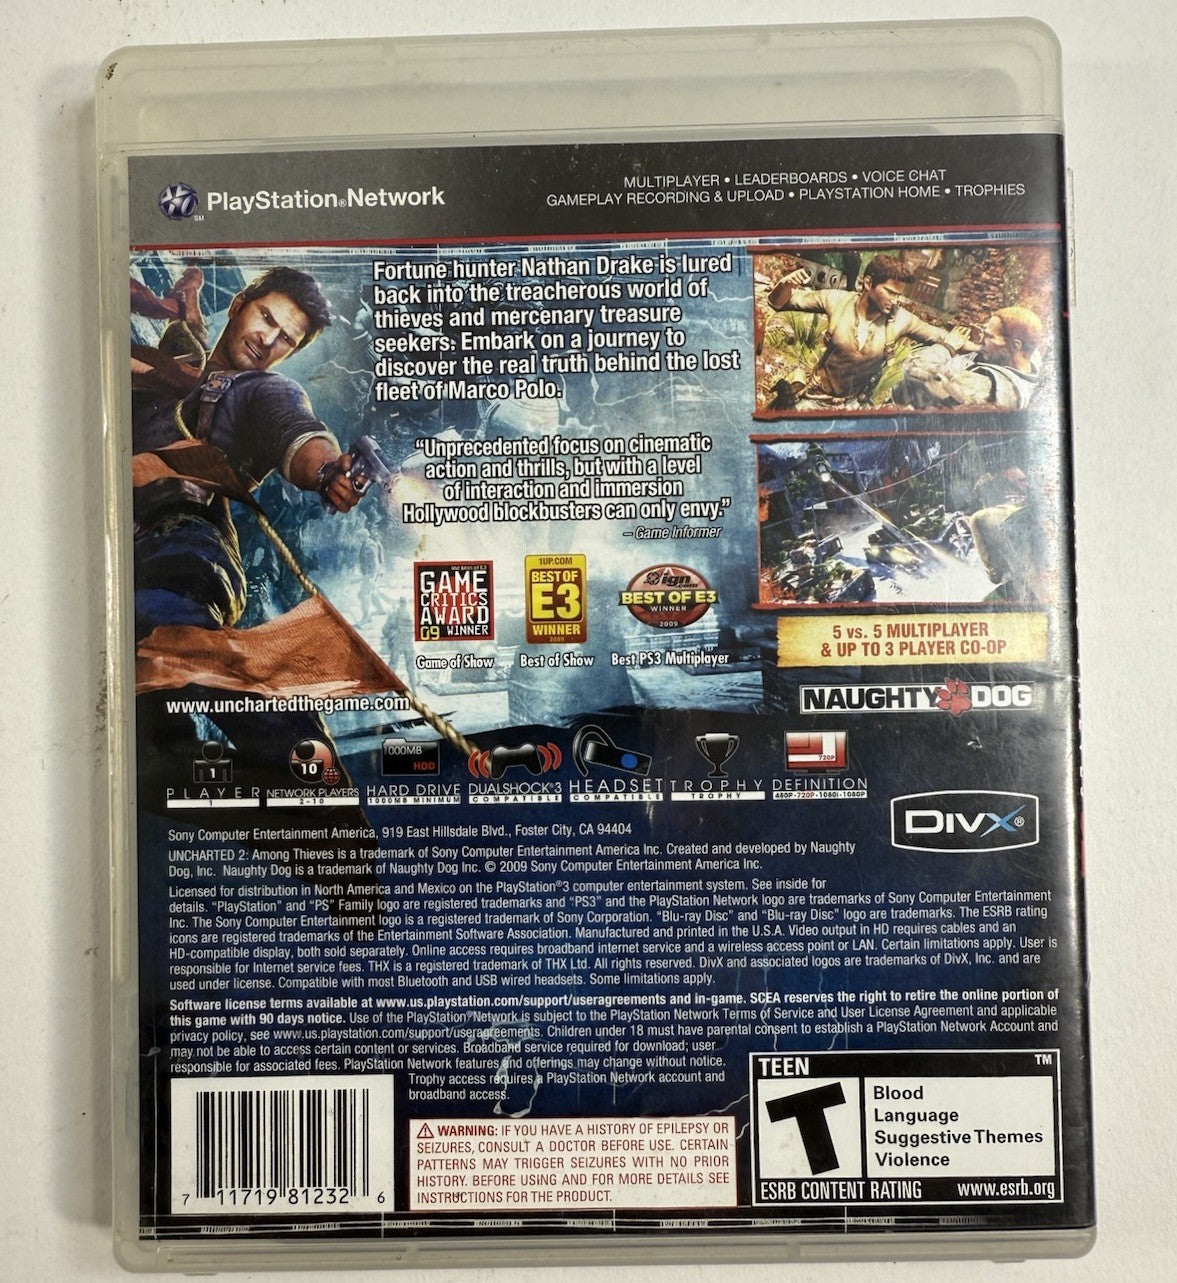 PlayStation®Network
SM
MULTIPLAYER • LEADERBOARDS • VOICE CHAT
GAMEPLAY RECORDING & UPLOAD • PLAYSTATION HOME • TROPHIES
Fortune hunter Nathan Drake is lured
back into the treacherous world of
thieves and mercenary treasure
seekers. Embark on a journey to
discover the real truth behind the lost
fleet of Marco Polo.
“Unprecedented focus on cinematic
action and thrills, but with a level
of interaction and immersion
Hollywood blockbusters can only envy.”
– Game Informer
GAME
CRITICS
AWARD
09 WINNER
Game of Show
1UP.COM
BEST OF
E3
WINNER
2009
Best of Show
ign.com
BEST OF E3
WINNER
2009
Best PS3 Multiplayer
5 vs. 5 MULTIPLAYER
& UP TO 3 PLAYER CO-OP
www.unchartedthegame.com
NAUGHTY DOG
1
PLAYER
1
10
NETWORK PLAYERS
2-10
1000MB
HDD
HARD DRIVE
1000MB MINIMUM
DUALSHOCK®3
COMPATIBLE
HEADSET
COMPATIBLE
TROPHY
TROPHY
720P
DEFINITION
480P•720P•1080i•1080P
DIVX®
Sony Computer Entertainment America, 919 East Hillsdale Blvd., Foster City, CA 94404
UNCHARTED 2: Among Thieves is a trademark of Sony Computer Entertainment America Inc. Created and developed by Naughty
Dog, Inc. Naughty Dog is a trademark of Naughty Dog Inc. © 2009 Sony Computer Entertainment America Inc.
Licensed for distribution in North America and Mexico on the PlayStation®3 computer entertainment system. See inside for
details. “PlayStation” and “PS” Family logo are registered trademarks and “PS3” and the PlayStation Network logo are trademarks of Sony Computer Entertainment
Inc. The Sony Computer Entertainment logo is a registered trademark of Sony Corporation. “Blu-ray Disc” and “Blu-ray Disc” logo are trademarks. The ESRB rating
icons are registered trademarks of the Entertainment Software Association. Manufactured and printed in the U.S.A. Video output in HD requires cables and an
HD-compatible display, both sold separately. Online access requires broadband internet service and a wireless access point or LAN. Certain limitations apply. User is
responsible for Internet service fees. THX is a registered trademark of THX Ltd. All rights reserved. DivX and associated logos are trademarks of DivX, Inc. and are
used under license. Compatible with most Bluetooth and USB wired headsets. Some limitations apply.
Software license terms available at www.us.playstation.com/support/useragreements and in-game. SCEA reserves the right to retire the online portion of
this game with 90 days notice. Use of the PlayStation®Network is subject to the PlayStation Network Terms of Service and User License Agreement and applicable
privacy policy, see www.us.playstation.com/support/useragreements. Children under 18 must have parental consent to establish a PlayStation Network Account and
may not be able to access certain content or services. Broadband service required for download; user
responsible for associated fees. PlayStation Network features and offerings may change without notice.
Trophy access requires a PlayStation Network account and
broadband access.
7 11719 81232 6
WARNING: IF YOU HAVE A HISTORY OF EPILEPSY OR
SEIZURES, CONSULT A DOCTOR BEFORE USE. CERTAIN
PATTERNS MAY TRIGGER SEIZURES WITH NO PRIOR
HISTORY. BEFORE USING AND FOR MORE DETAILS SEE
INSTRUCTIONS FOR THE PRODUCT.
TEEN
TM
T
Blood
Language
Suggestive Themes
Violence
ESRB CONTENT RATING www.esrb.org